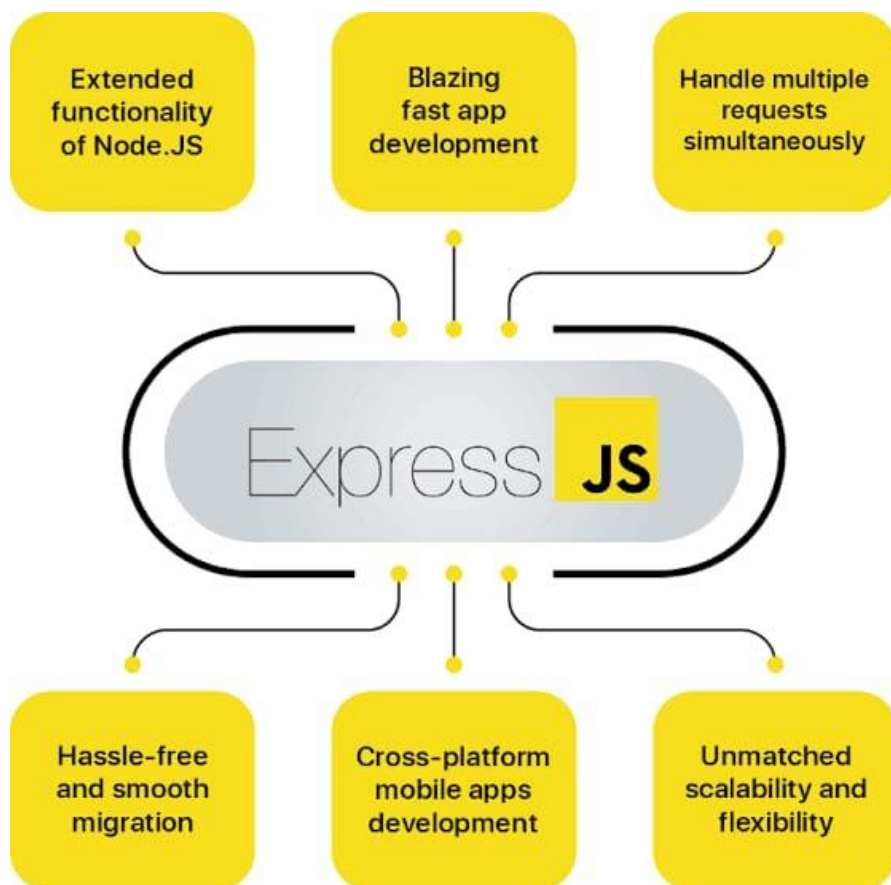 Extended
functionality
of Node.JS
Blazing
fast app
development
Handle multiple
requests
simultaneously
Express JS
Hassle-free
and smooth
migration
Cross-platform
mobile apps
development
Unmatched
scalability and
flexibility